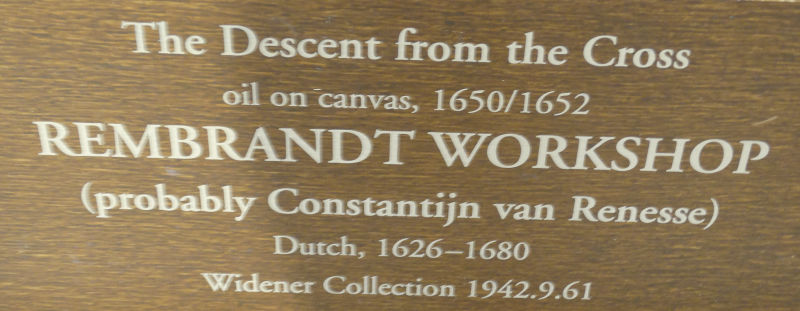 The Descent from the Cross
oil on canvas, 1650/1652
REMBRANDT WORKSHOP
(probably Constantijn van Renesse)
Dutch, 1626–1680
Widener Collection 1942.9.61